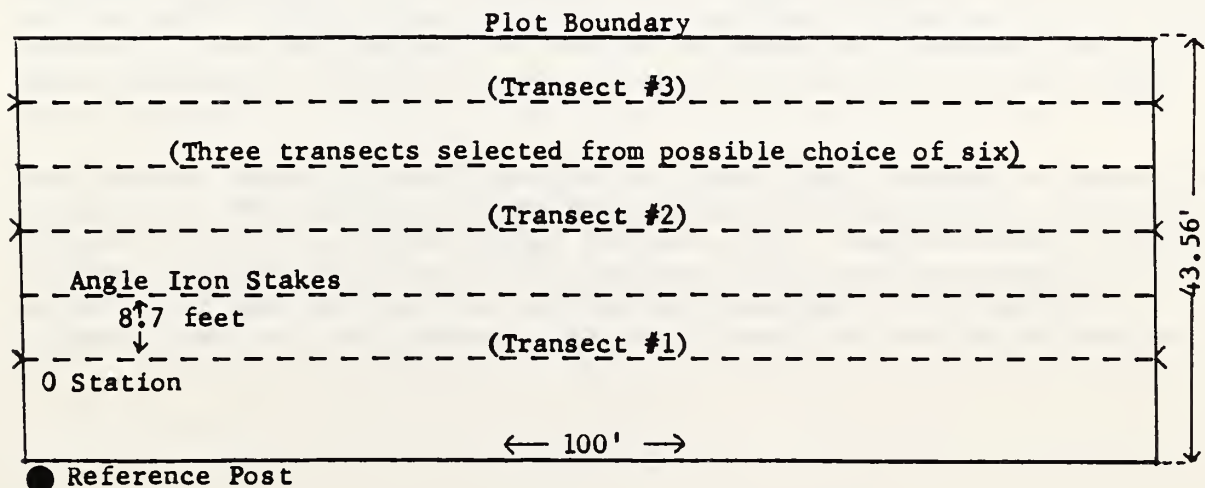 Plot Boundary
(Transect #3)
(Three transects selected from possible choice of six)
(Transect #2)
43.56'
Angle Iron Stakes
8.7 feet
(Transect #1)
0 Station
100'
Reference Post